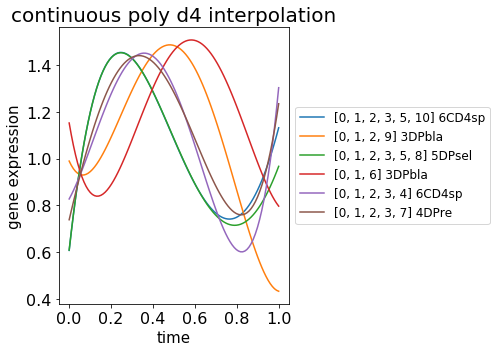 continuous poly d4 interpolation
gene expression
1.4
1.2
1.0
0.8
0.6
0.4
0.0 0.2 0.4 0.6 0.8 1.0
time
[0, 1, 2, 3, 5, 10] 6CD4sp
[0, 1, 2, 9] 3DPbla
[0, 1, 2, 3, 5, 8] 5DPsel
[0, 1, 6] 3DPbla
[0, 1, 2, 3, 4] 6CD4sp
[0, 1, 2, 3, 7] 4DPre